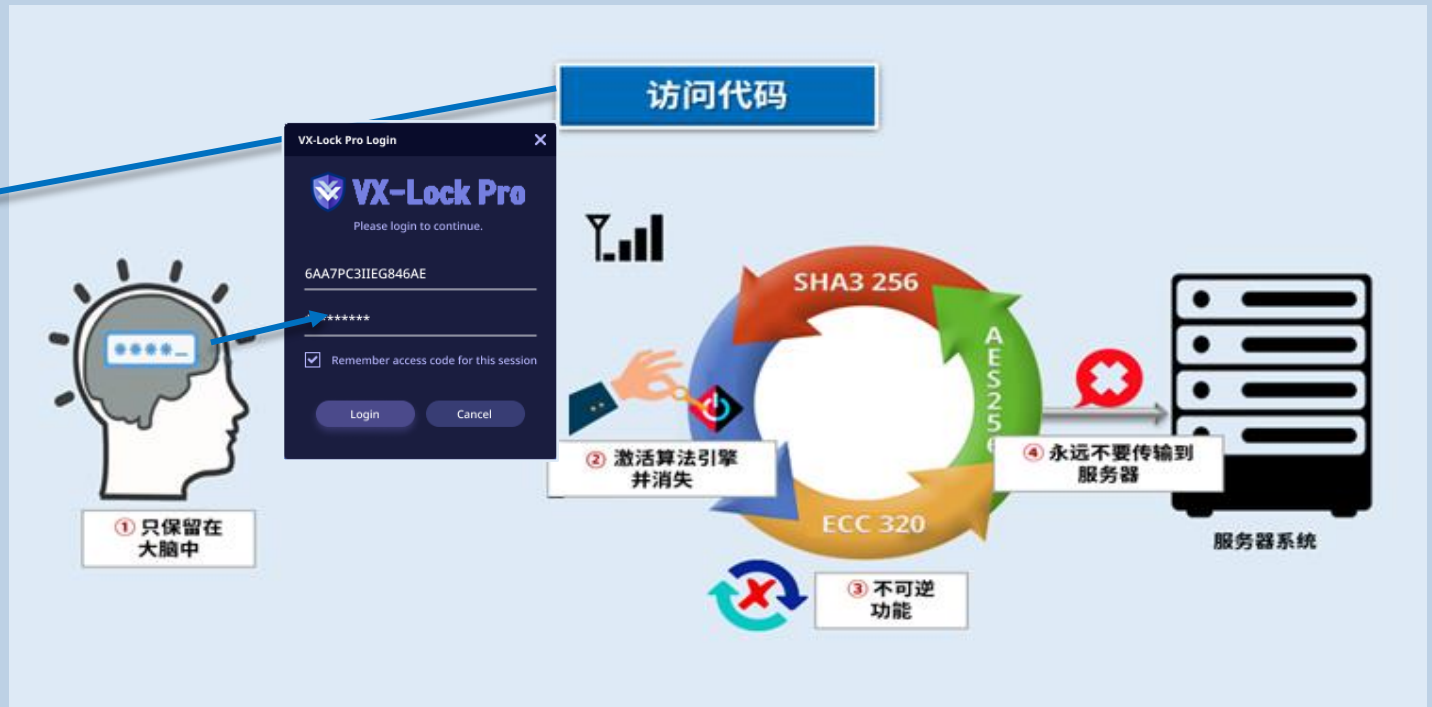 访问代码
VX-Lock Pro Login
VX-Lock Pro
Please login to continue.
6AA7PC3IIEG846AE
********
Remember access code for this session
Login
Cancel
****_
① 只保留在
大脑中
② 激活算法引擎
并消失
SHA3 256
AES256
ECC 320
③ 不可逆
功能
④ 永远不要传输到
服务器
服务器系统